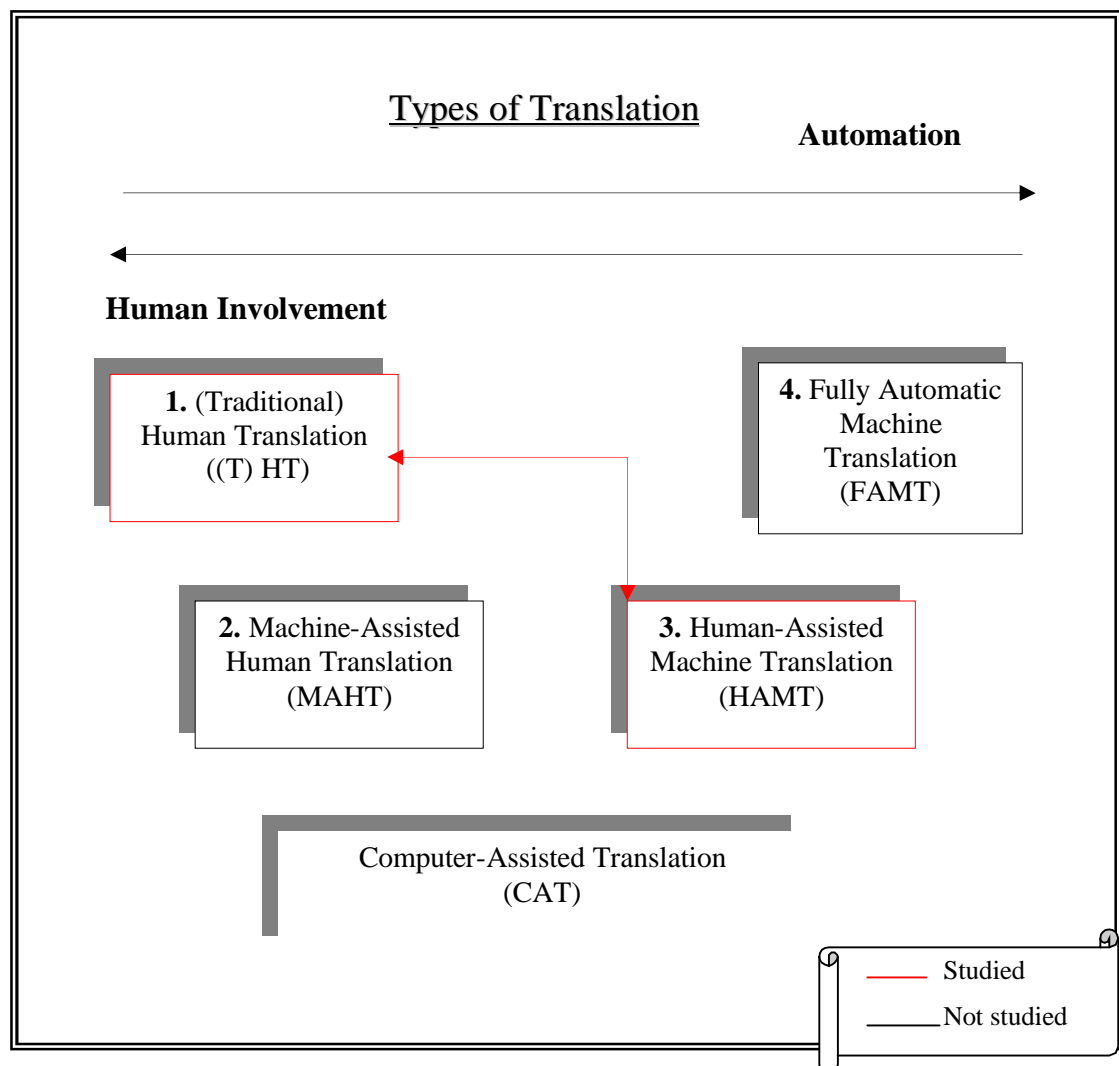 Types of Translation
Automation
Human Involvement
1. (Traditional)
Human Translation
((T) HT)
4. Fully Automatic
Machine
Translation
(FAMT)
2. Machine-Assisted
Human Translation
(MAHT)
3. Human-Assisted
Machine Translation
(HAMT)
Computer-Assisted Translation
(CAT)
Studied
Not studied